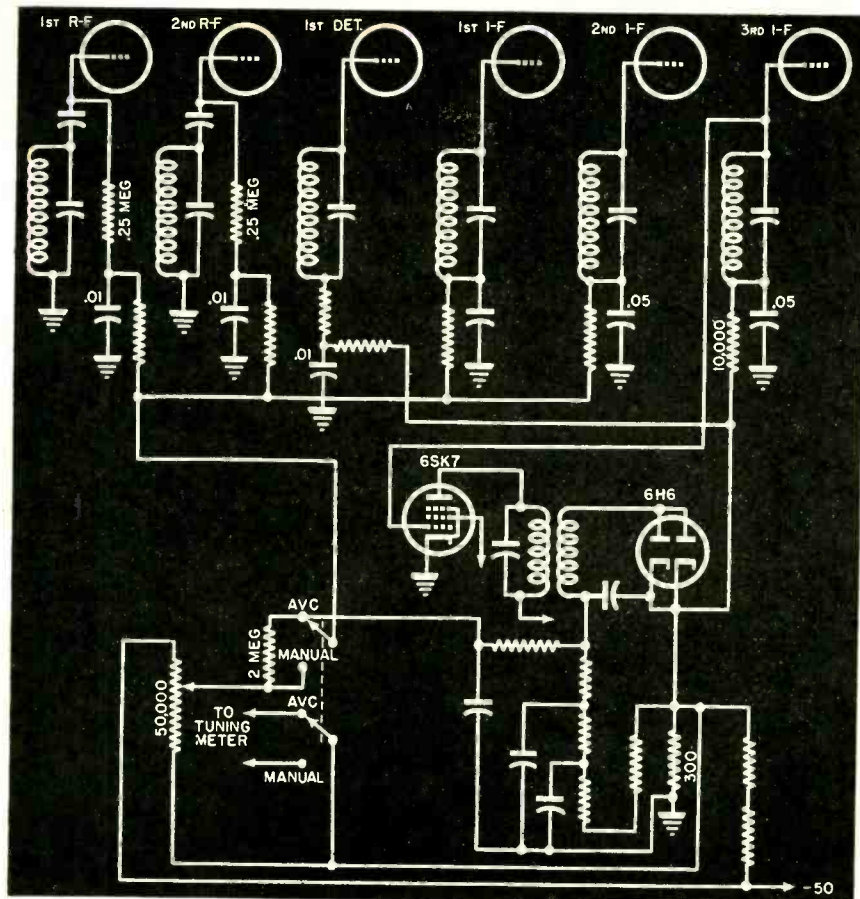 1ST R-F
2ND R-F
1ST DET.
1ST I-F
2ND I-F
3RD I-F
.25 MEG
.25 MEG
.01
.01
.01
.05
.05
10,000
6SK7
6H6
AVC
2 MEG
MANUAL
50,000
AVC
TO
TUNING
METER
MANUAL
300
-50